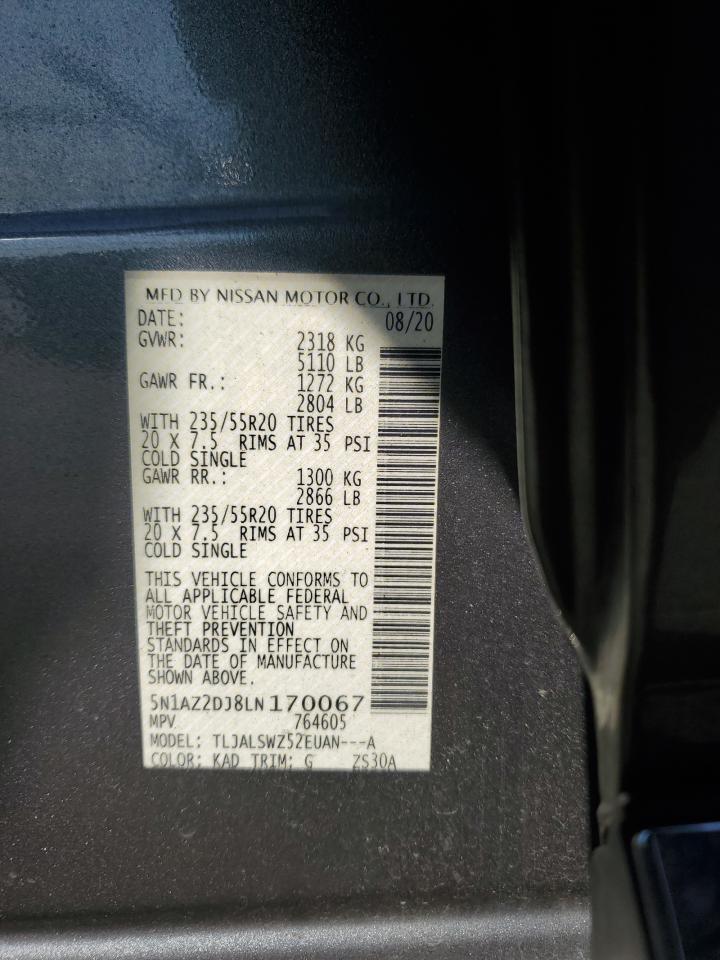 MFD BY NISSAN MOTOR CO., LTD.
DATE: 08/20
GVWR: 2318 KG
5110 LB
GAWR FR.: 1272 KG
2804 LB
WITH 235/55R20 TIRES
20 X 7.5 RIMS AT 35 PSI
COLD SINGLE
GAWR RR.: 1300 KG
2866 LB
WITH 235/55R20 TIRES
20 X 7.5 RIMS AT 35 PSI
COLD SINGLE
THIS VEHICLE CONFORMS TO
ALL APPLICABLE FEDERAL
MOTOR VEHICLE SAFETY AND
THEFT PREVENTION
STANDARDS IN EFFECT ON
THE DATE OF MANUFACTURE
SHOWN ABOVE.
5N1AZ2DJ8LN170067
MPV 764605
MODEL: TLJALSWZ52EUAN---A
COLOR: KAD TRIM: G ZS30A